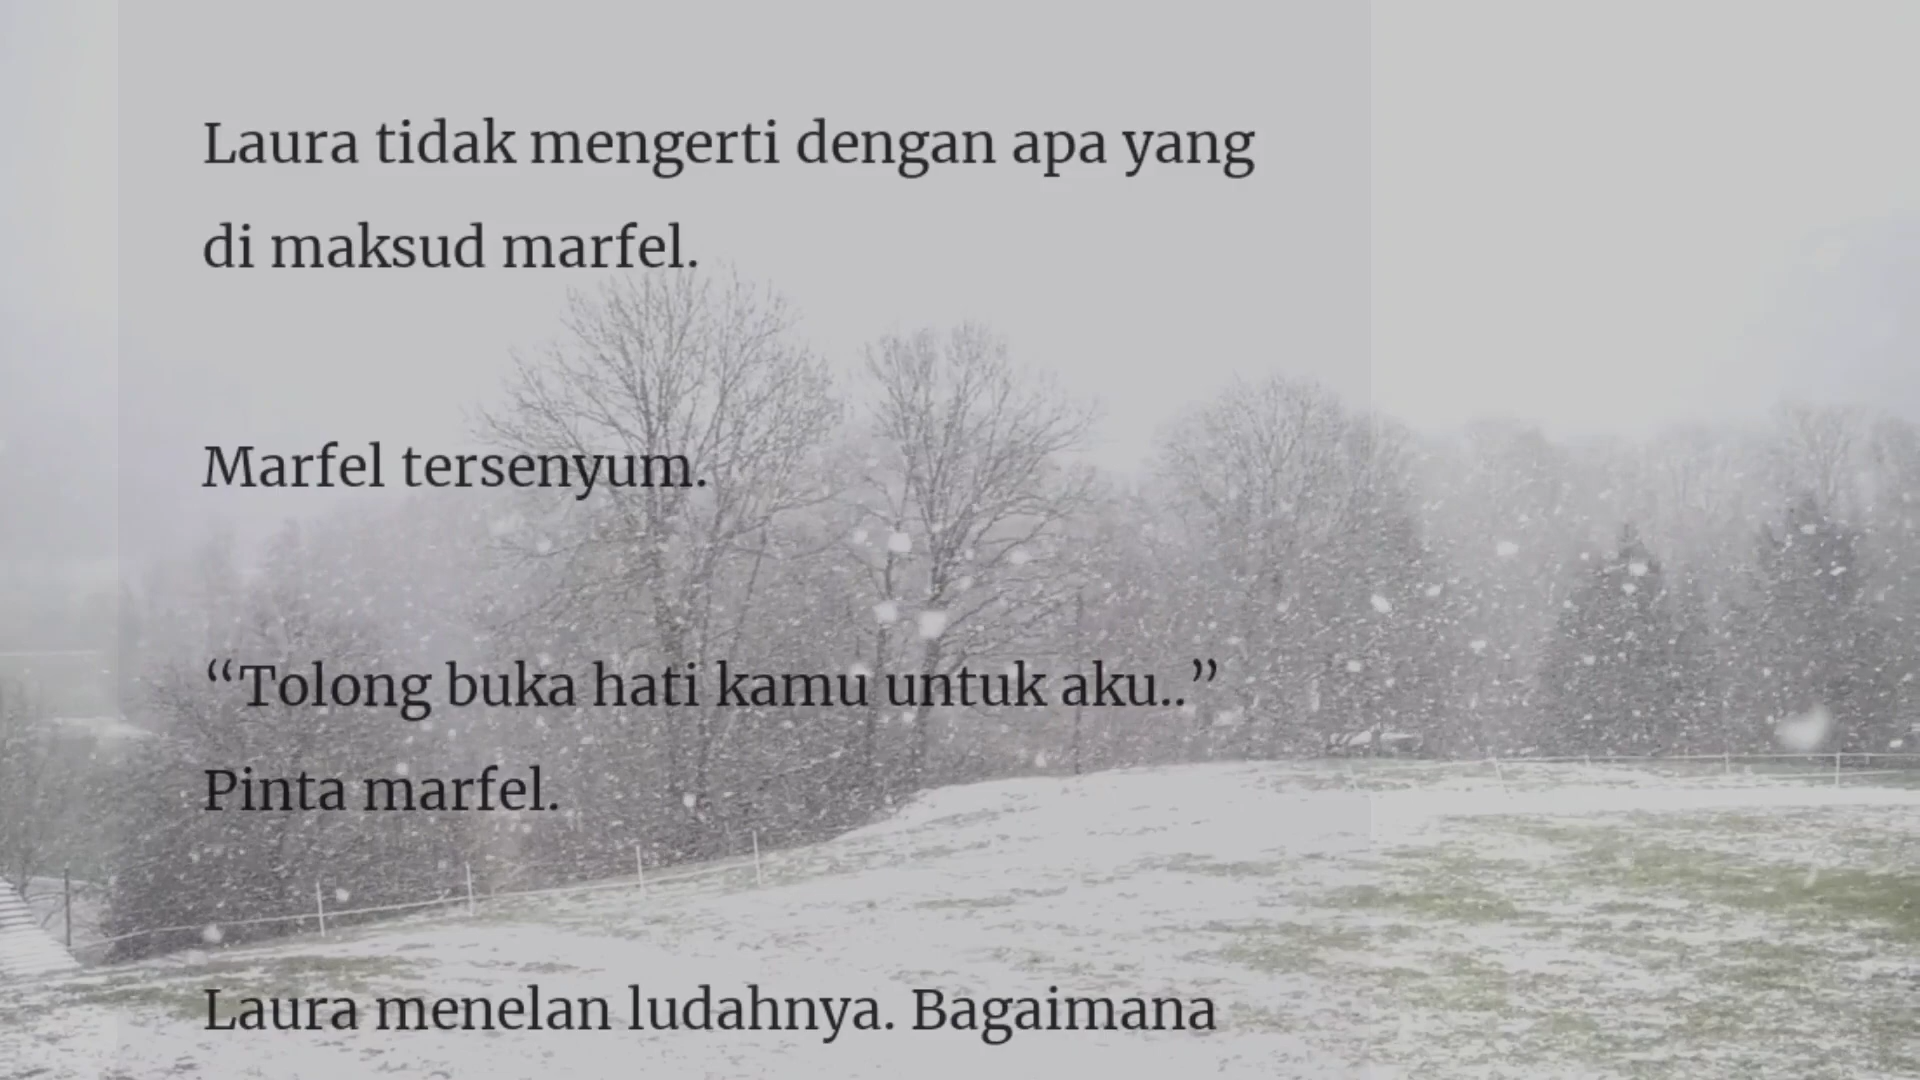 Laura tidak mengerti dengan apa yang
di maksud marfel.
Marfel tersenyum.
“Tolong buka hati kamu untuk aku..”
Pinta marfel.
Laura menelan ludahnya. Bagaimana